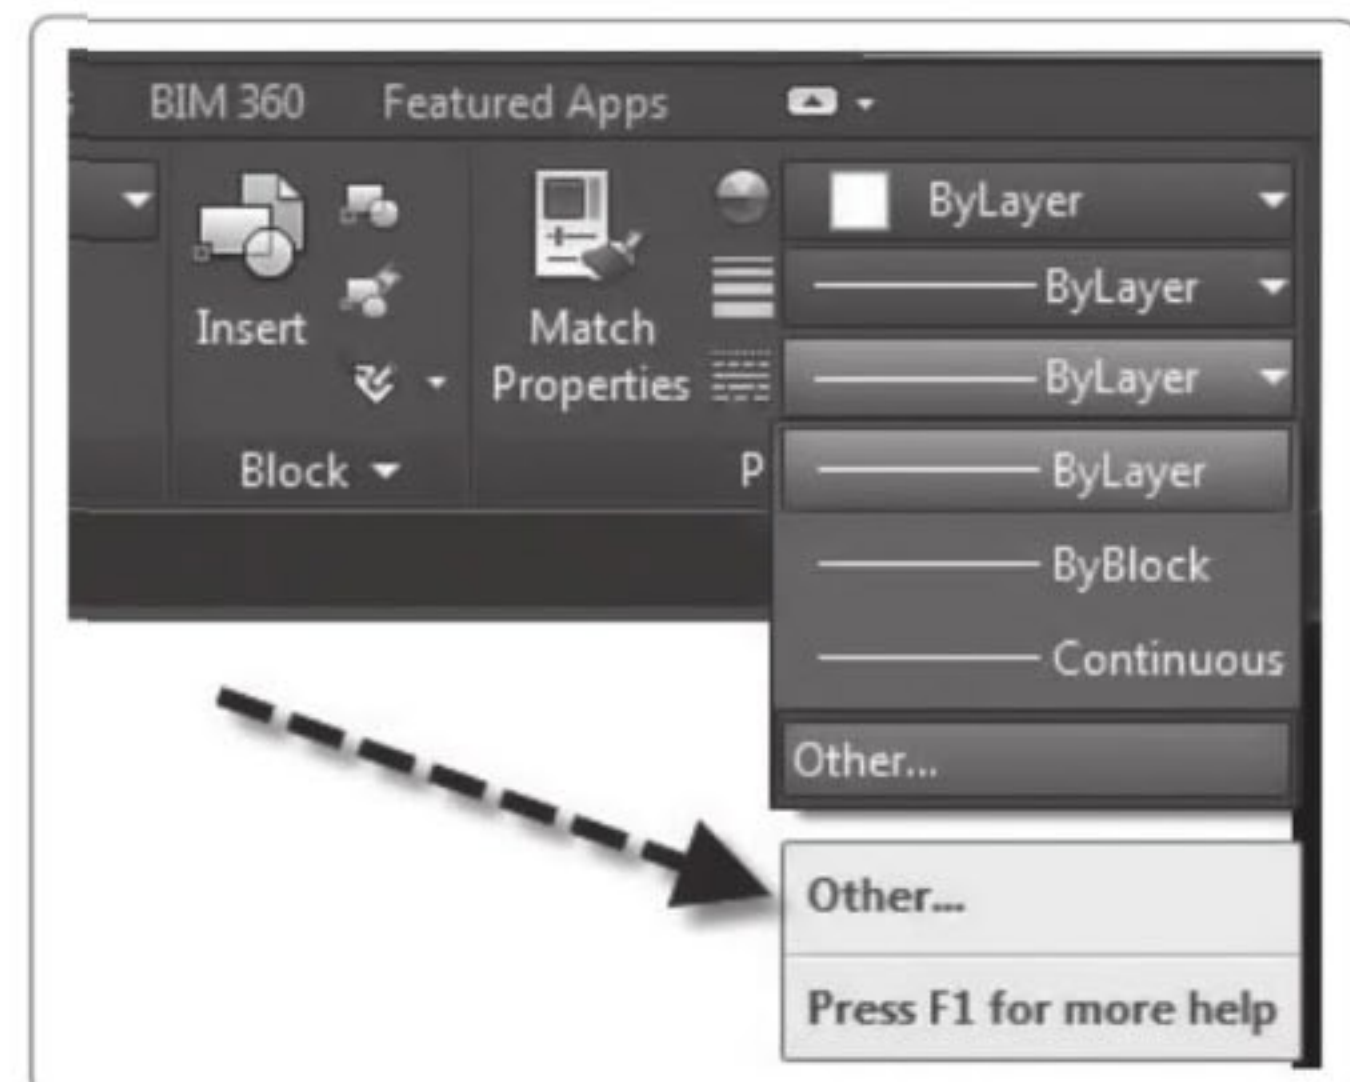 BIM 360 Featured Apps
ByLayer
ByLayer
Insert
Match
Properties
ByLayer
Block
P
ByLayer
ByBlock
Continuous
Other...
Other...
Press F1 for more help